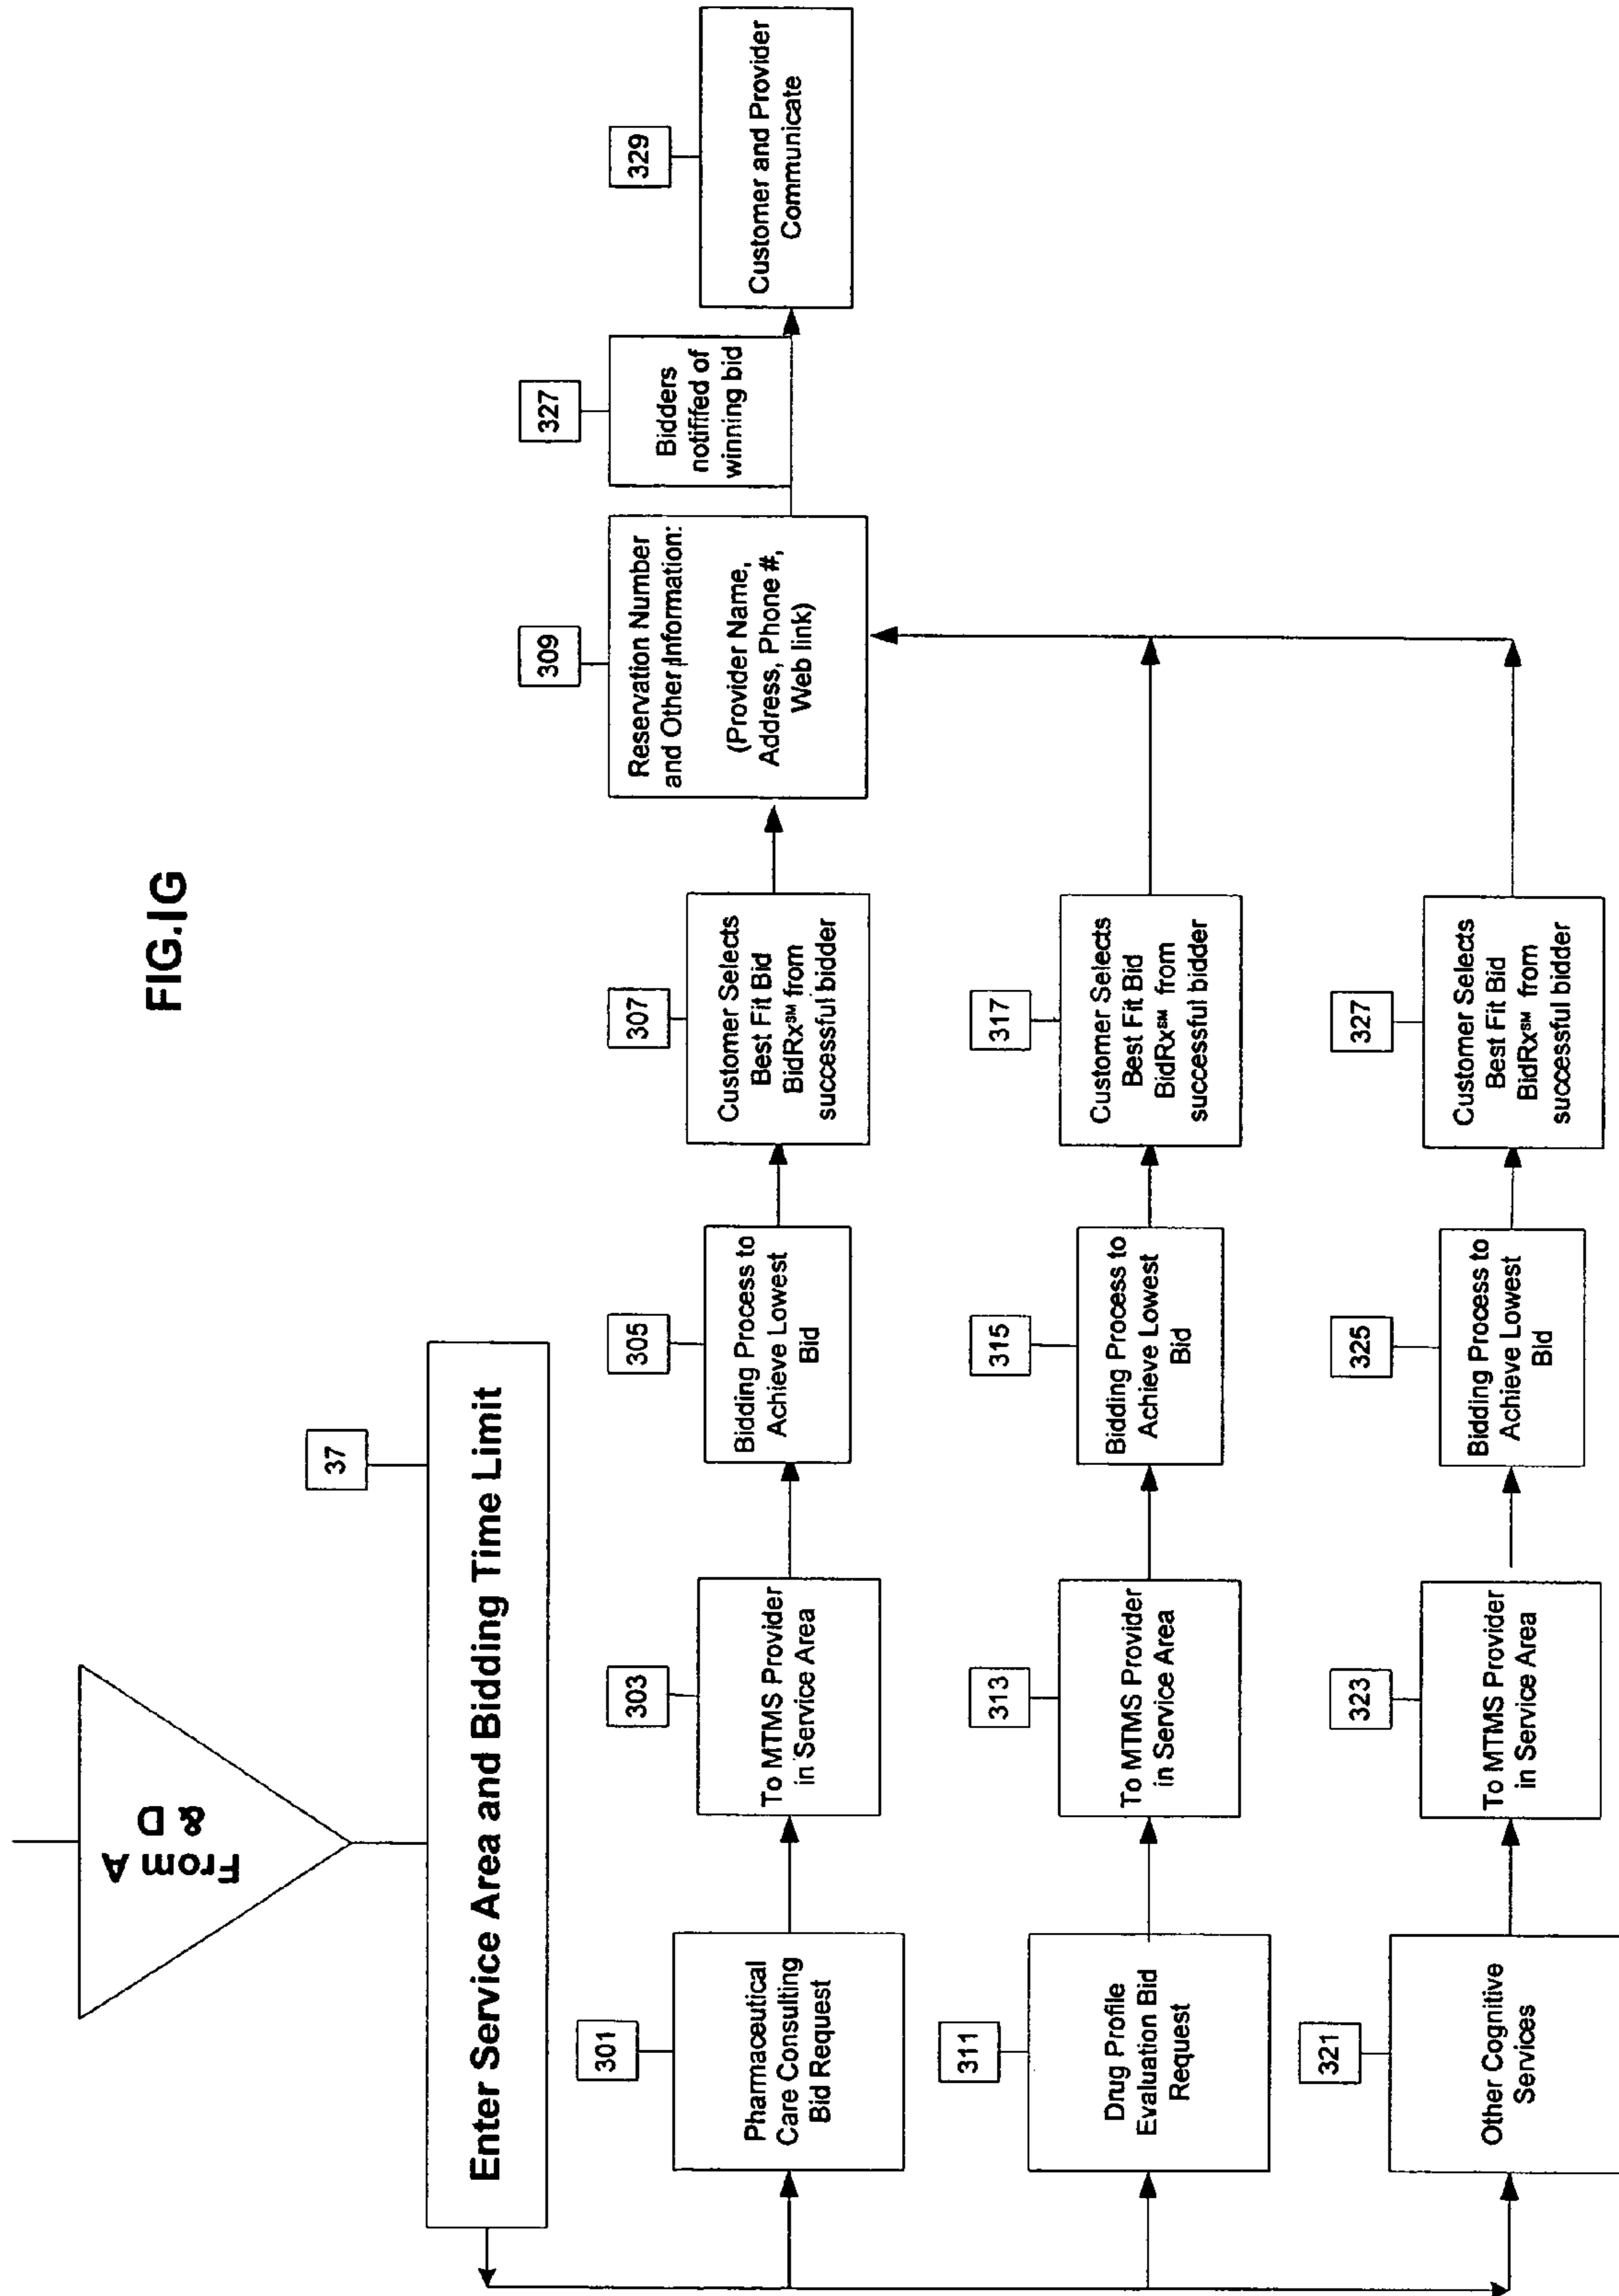 FIG.IG
From A
& D
37
Enter Service Area and Bidding Time Limit
301
Pharmaceutical
Care Consulting
Bid Request
303
To MTMS Provider
in Service Area
305
Bidding Process to
Achieve Lowest
Bid
307
Customer Selects
Best Fit Bid
BidRx℠ from
successful bidder
309
Reservation Number
and Other Information:
(Provider Name,
Address, Phone #,
Web link)
327
Bidders
notififed of
winning bid
329
Customer and Provider
Communicate
311
Drug Profile
Evaluation Bid
Request
313
To MTMS Provider
in Service Area
315
Bidding Process to
Achieve Lowest
Bid
317
Customer Selects
Best Fit Bid
BidRx℠ from
successful bidder
321
Other Cognitive
Services
323
To MTMS Provider
in Service Area
325
Bidding Process to
Achieve Lowest
Bid
327
Customer Selects
Best Fit Bid
BidRx℠ from
successful bidder